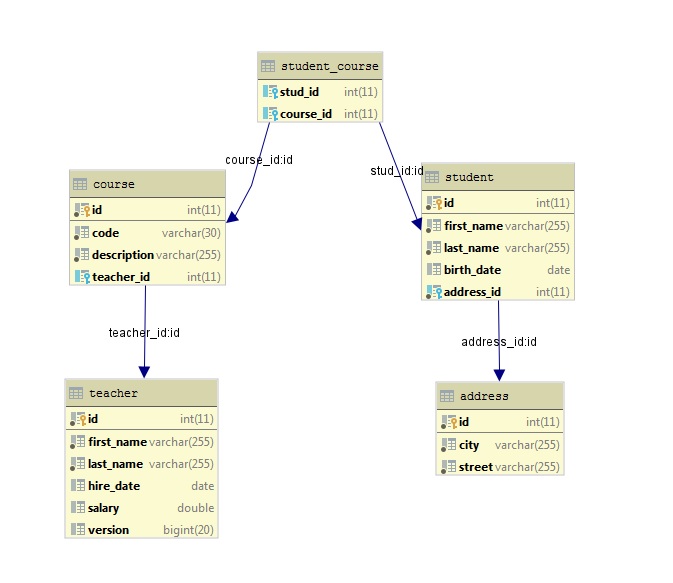 student_course
stud_id int(11)
course_id int(11)
course_id:id
stud_id:id
course
id int(11)
code varchar(30)
description varchar(255)
teacher_id int(11)
student
id int(11)
first_name varchar(255)
last_name varchar(255)
birth_date date
address_id int(11)
teacher_id:id
address_id:id
teacher
id int(11)
first_name varchar(255)
last_name varchar(255)
hire_date date
salary double
version bigint(20)
address
id int(11)
city varchar(255)
street varchar(255)